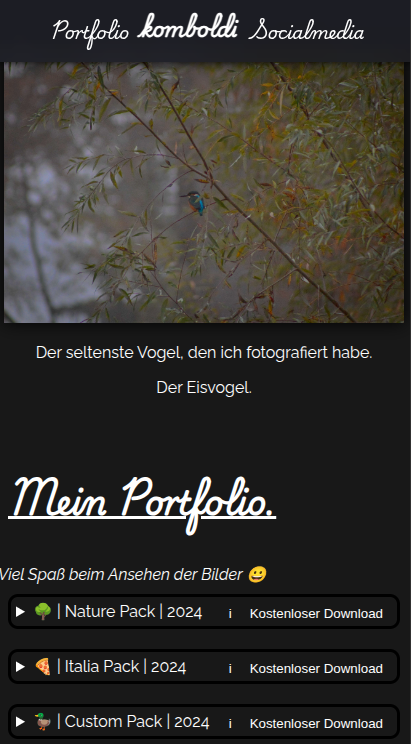 Portfolio komboldi Socialmedia
Der seltenste Vogel, den ich fotografiert habe.
Der Eisvogel.
Mein Portfolio.
Viel Spaß beim Ansehen der Bilder 😀
🌳 | Nature Pack | 2024 i Kostenloser Download
🍕 | Italia Pack | 2024 i Kostenloser Download
🦆 | Custom Pack | 2024 i Kostenloser Download